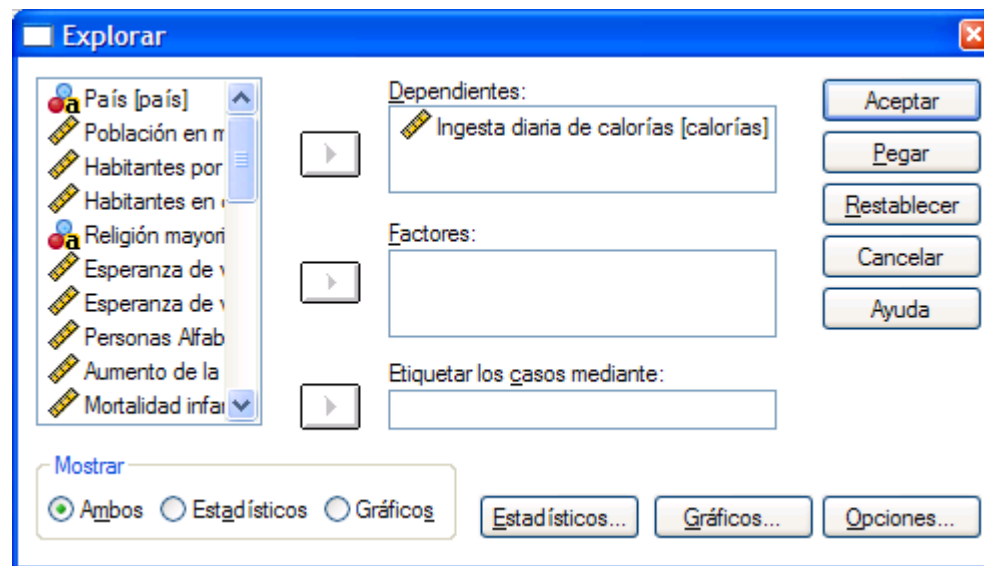 Explorar
País [país]
Población en m
Habitantes por
Habitantes en
Religión mayori
Esperanza de v
Esperanza de v
Personas Alfab
Aumento de la
Mortalidad infar
Dependientes:
Ingesta diaria de calorías [calorías]
Factores:
Etiquetar los casos mediante:
Aceptar
Pegar
Restablecer
Cancelar
Ayuda
Mostrar
Ambos Estadísticos Gráficos
Estadísticos... Gráficos... Opciones...